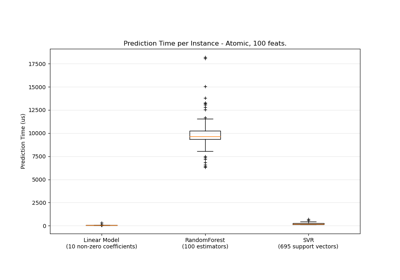 Prediction Time per Instance - Atomic, 100 feats.
Prediction Time (us)
17500
15000
12500
10000
7500
5000
2500
0
Linear Model
(10 non-zero coefficients)
RandomForest
(100 estimators)
SVR
(695 support vectors)